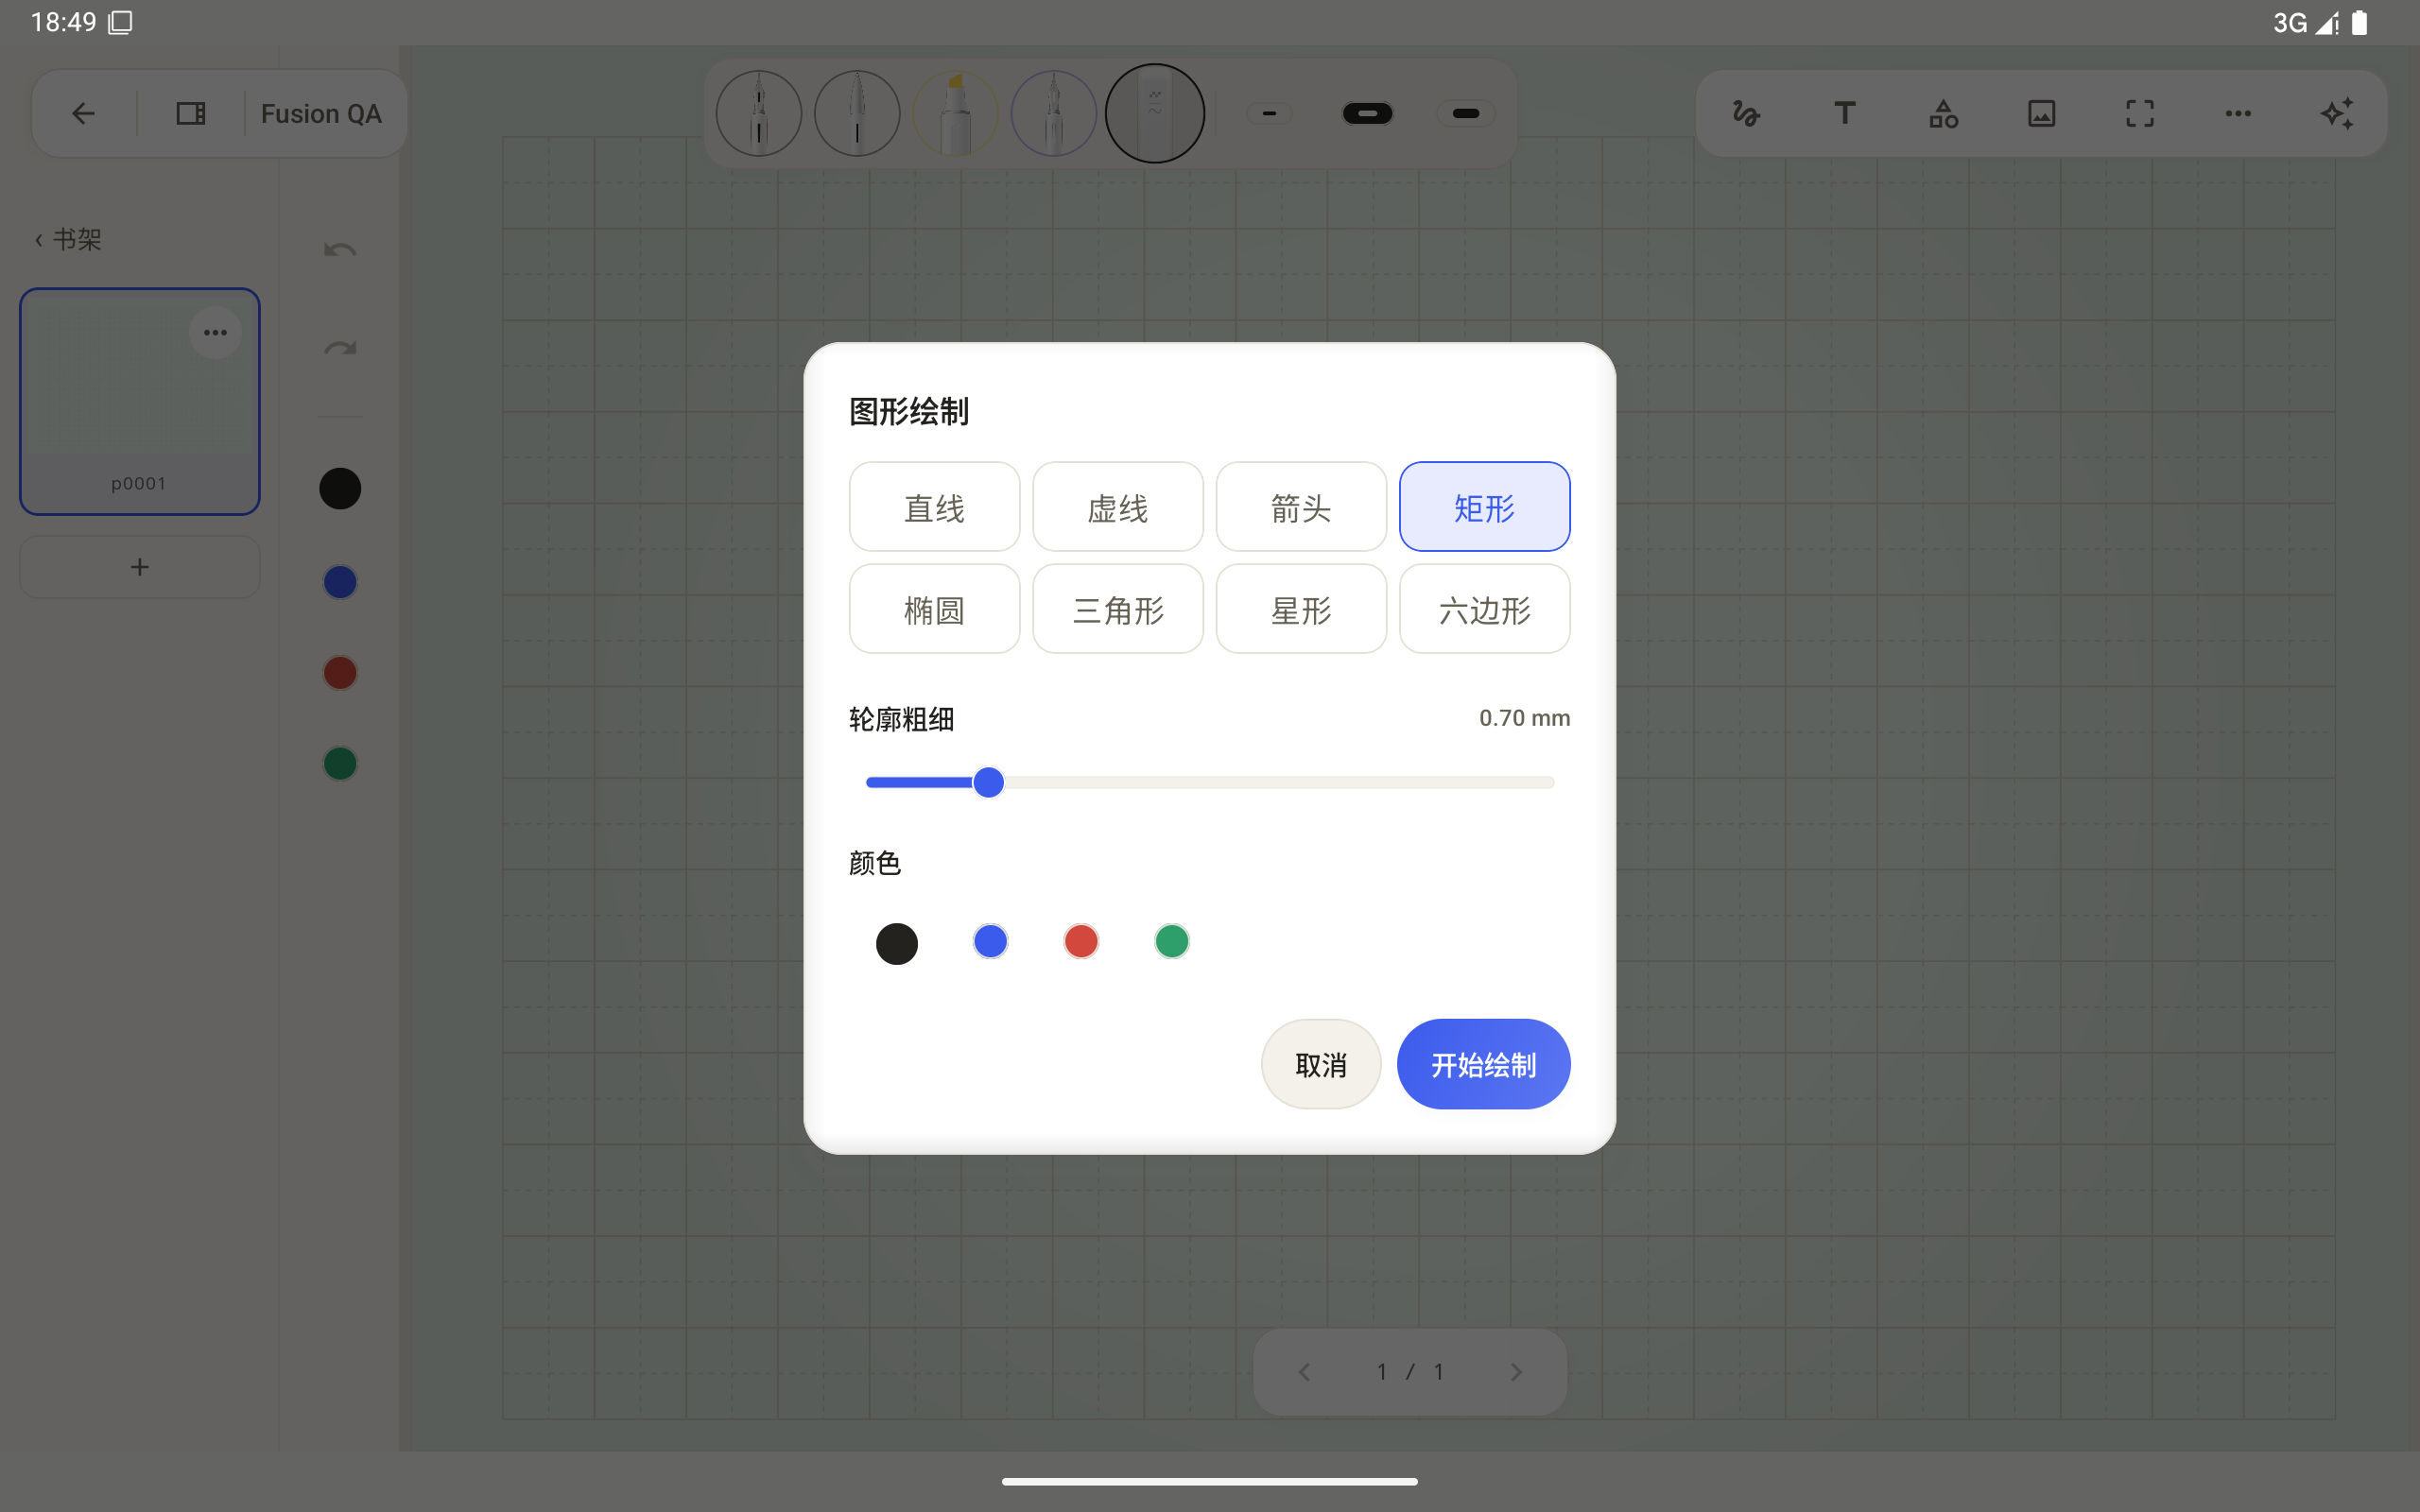 18:49
3G
Fusion QA
T
‹ 书架
p0001
+
图形绘制
直线 虚线 箭头 矩形
椭圆 三角形 星形 六边形
轮廓粗细 0.70 mm
颜色
取消 开始绘制
1 / 1